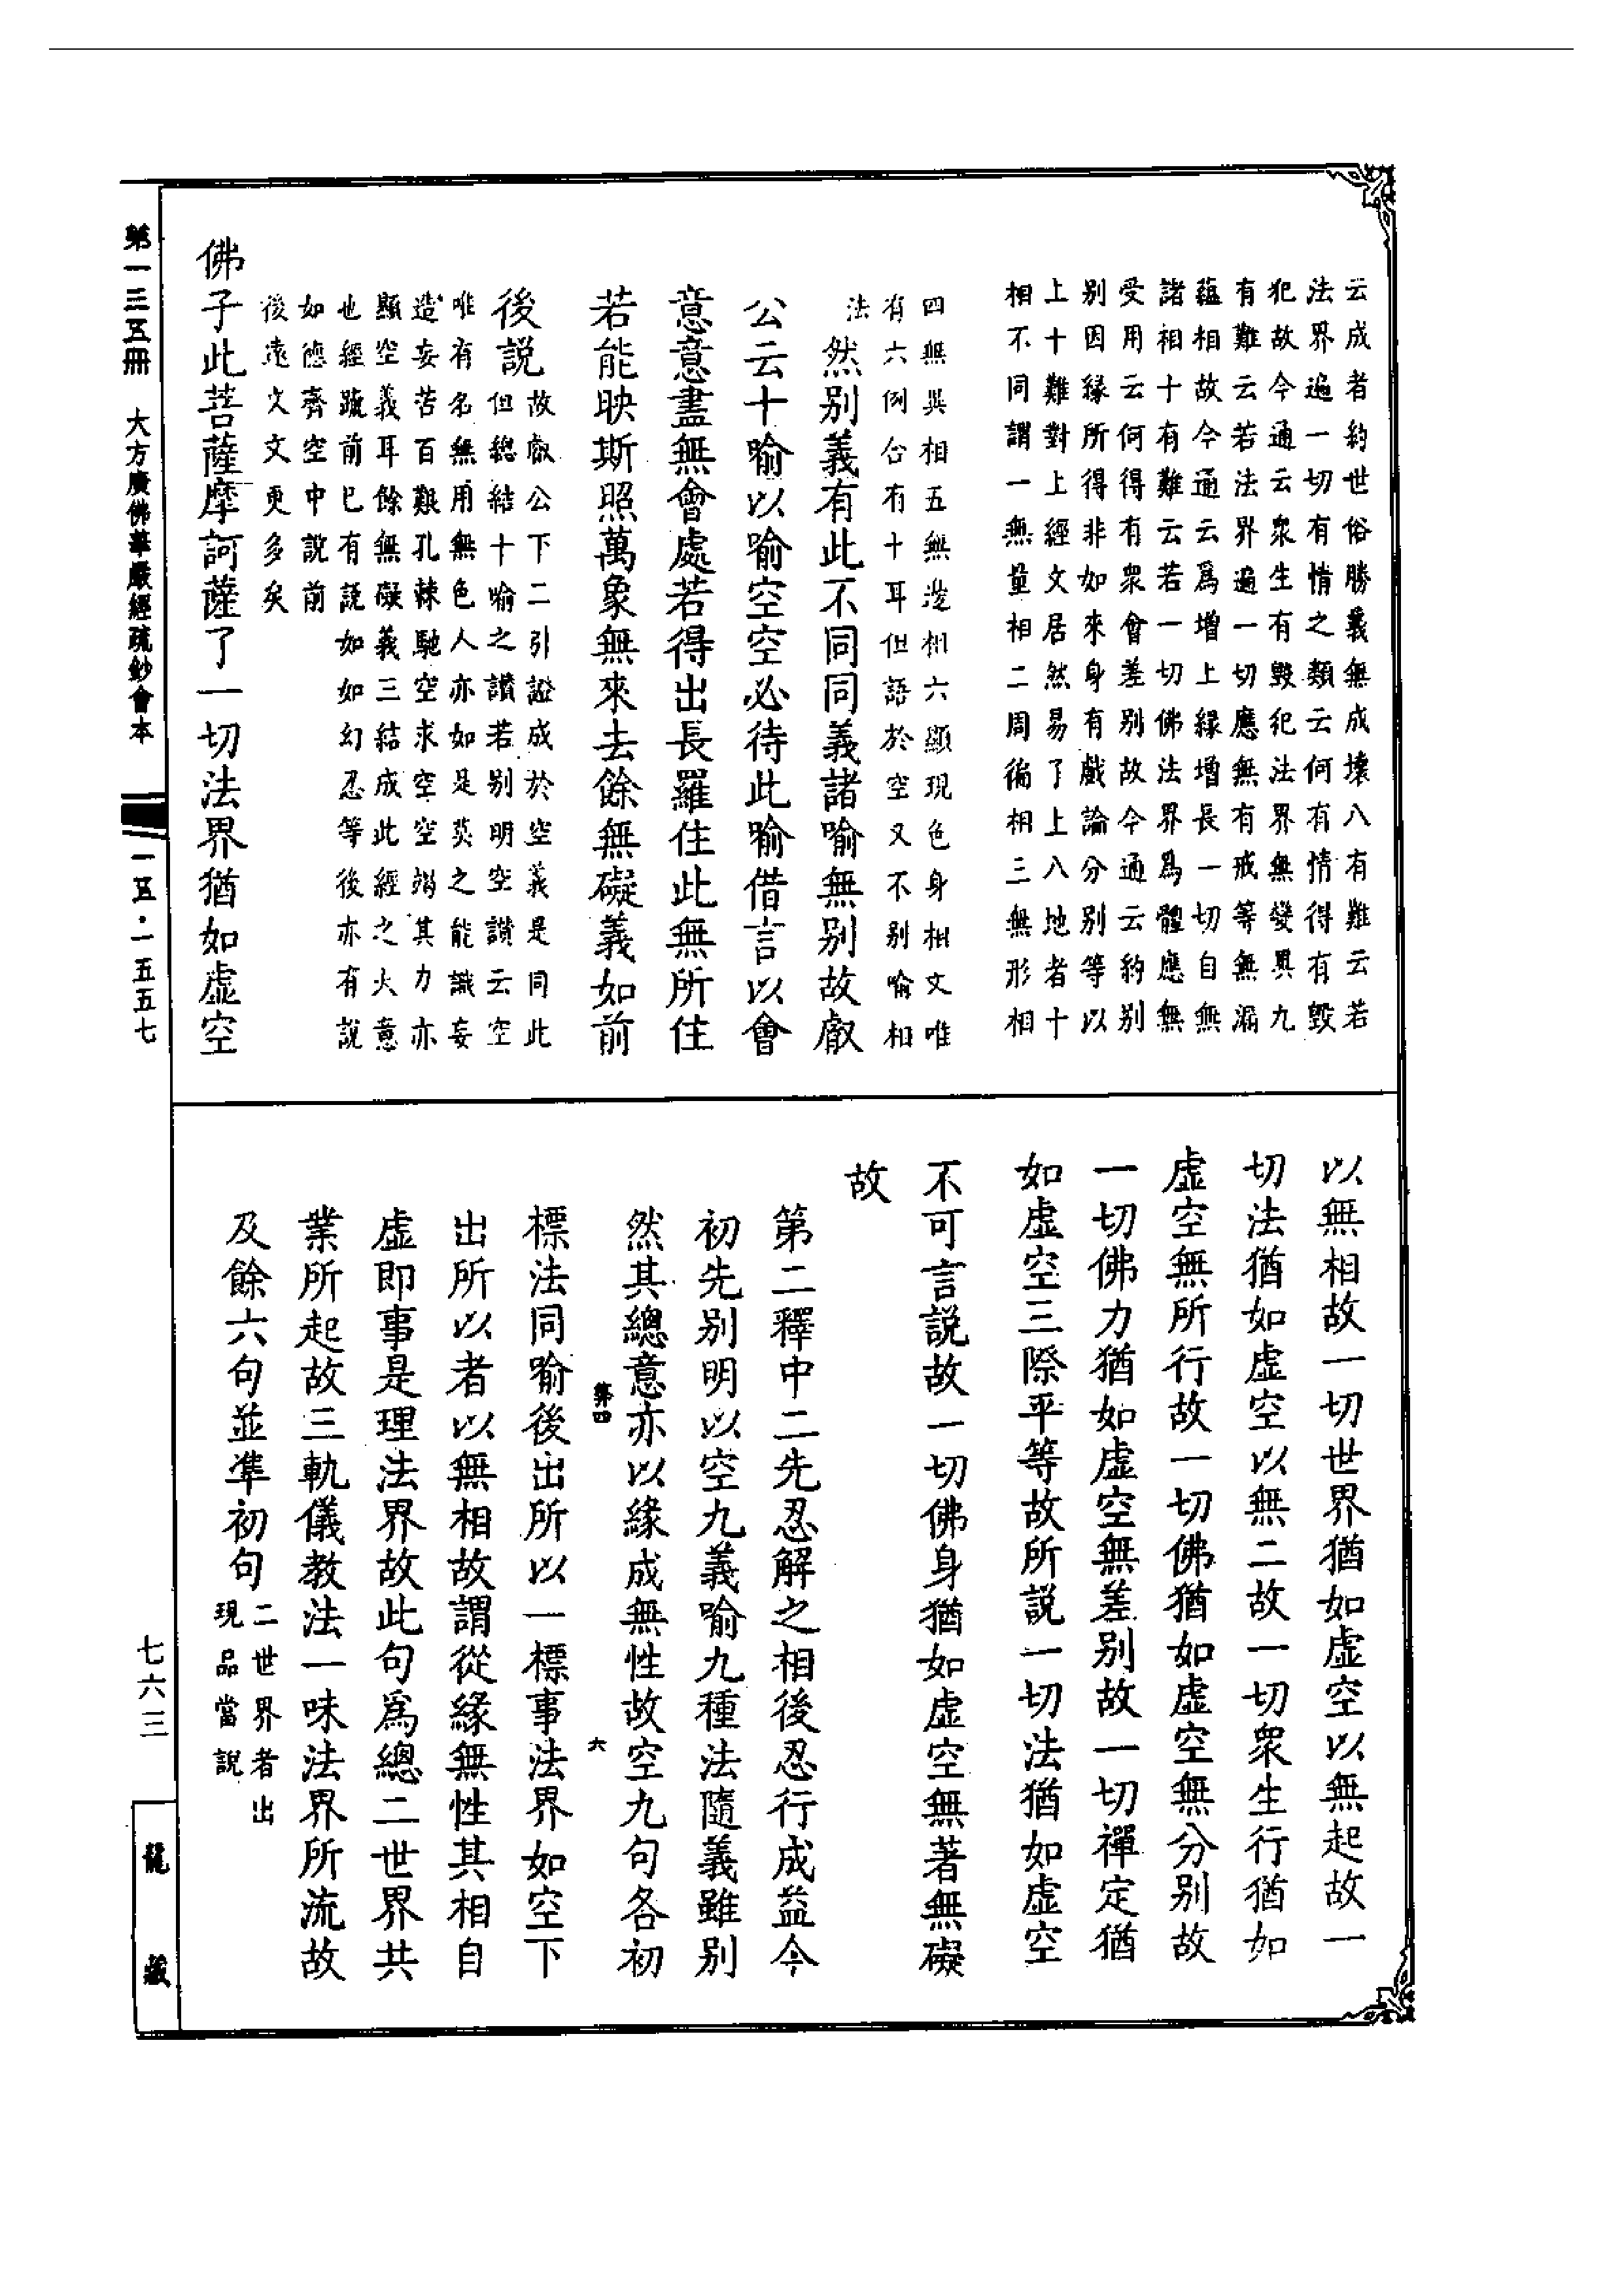 云成者約世俗勝義無成壞八有難云若
法界遍一切有情之類云何有情得有毀
犯故今通云眾生有毀犯法界無變異九
有難云若法界遍一切應無有戒等無漏
蘊相故今通云為增上緣增長一切自無
諸相十有難云若一切佛法界為體應無
受用云何得有眾會差別故今通云約別
別因緣所得非如來身有戲論分別等以
上十難對上經文居然易了上八地者十
相不同謂一無量相二周徧相三無形相
四無異相五無邊相六顯現色身相文唯
有六例合有十耳但語於空又不別喻相
法
然別義有此不同同義諸喻無別故叡
公云十喻以喻空空必待此喻借言以會
意意盡無會處若得出長羅住此無所住
若能映斯照萬象無來去餘無礙義如前
後說
故叡公下二引證成於空義是同此
但總結十喻之讚若別明空讚云空
唯有名無用無色人亦如是莫之能識妄
造妄苦百艱孔棘馳空求空空竭其力亦
顯空義耳餘無礙義三結成此經之大意
也經疏前已有說如如幻忍等後亦有說
如德齊空中說前
後遠文文更多矣
佛子此菩薩摩訶薩了一切法界猶如虛空
以無相故一切世界猶如虛空以無起故一
切法猶如虛空以無二故一切眾生行猶如
虛空無所行故一切佛猶如虛空無分別故
一切佛力猶如虛空無差別故一切禪定猶
如虛空三際平等故所說一切法猶如虛空
不可言說故一切佛身猶如虛空無著無礙
故
第二釋中二先忍解之相後忍行成益今
初先別明以空九義喻九種法隨義雖別
然其總意亦以緣成無性故空九句各初
第四
六
標法同喻後出所以一標事法界如空下
出所以者以無相故謂從緣無性其相自
虛即事是理法界故此句為總二世界共
業所起故三軌儀教法一味法界所流故
及餘六句並準初句
二世界者出
現品當說
第一三五冊 大方廣佛華嚴經疏鈔會本
一五·一五五七
七六三
龍藏